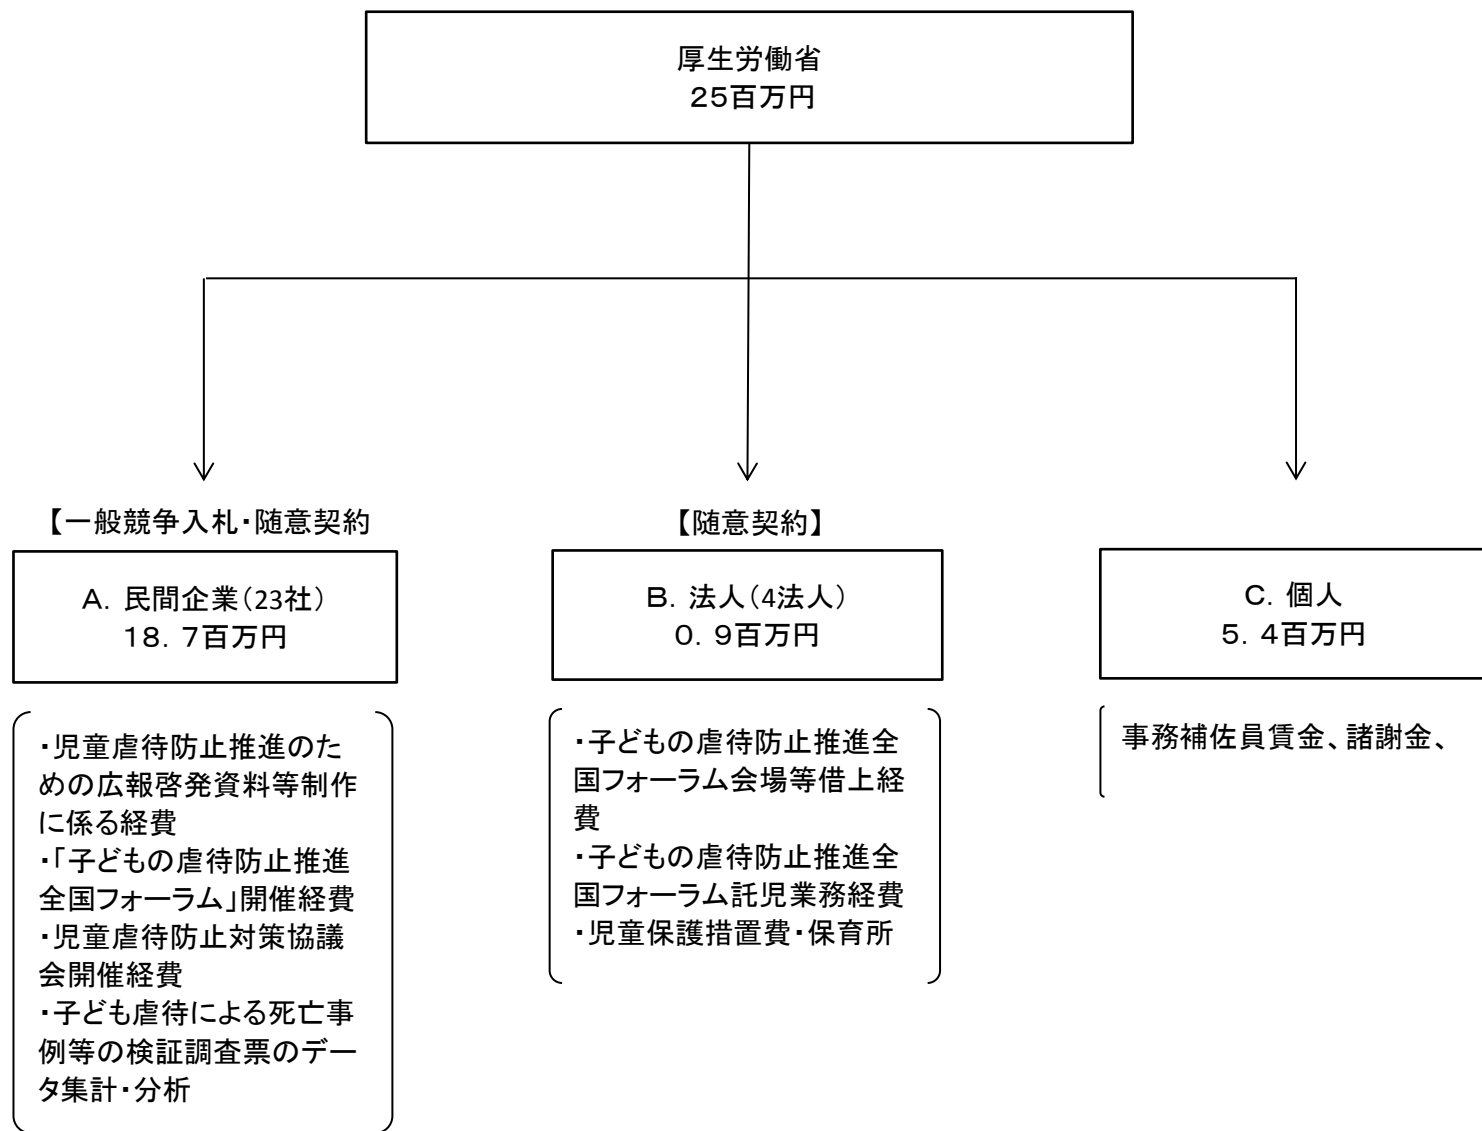 厚生労働省
25百万円
【一般競争入札・随意契約
A. 民間企業(23社)
18. 7百万円
・児童虐待防止推進のた
めの広報啓発資料等制作
に係る経費
・「子どもの虐待防止推進
全国フォーラム」開催経費
・児童虐待防止対策協議
会開催経費
・子ども虐待による死亡事
例等の検証調査票のデー
タ集計・分析
【随意契約】
B. 法人(4法人)
0. 9百万円
・子どもの虐待防止推進全
国フォーラム会場等借上経
費
・子どもの虐待防止推進全
国フォーラム託児業務経費
・児童保護措置費・保育所
C. 個人
5. 4百万円
事務補佐員賃金、諸謝金、